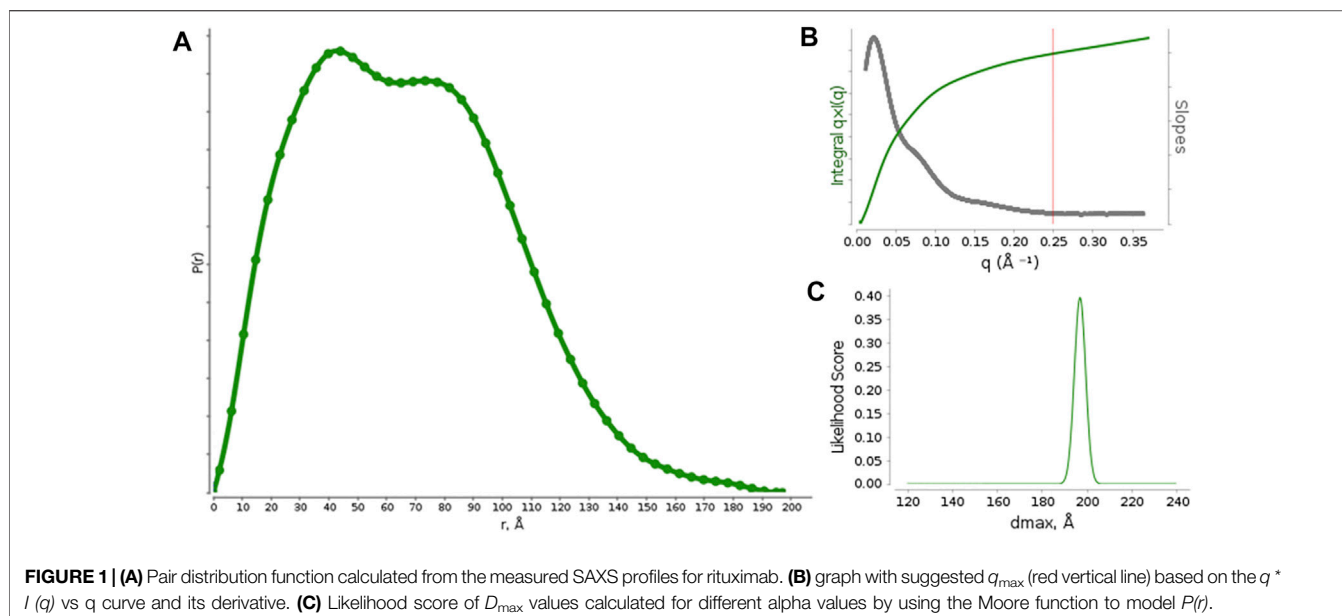 A
P(r)
0 10 20 30 40 50 60 70 80 90 100 110 120 130 140 150 160 170 180 190 200
r, Å
B
Integral q×I(q)
Slopes
0.00 0.05 0.10 0.15 0.20 0.25 0.30 0.35
q (Å ⁻¹)
C
Likelihood Score
0.40
0.35
0.30
0.25
0.20
0.15
0.10
0.05
0.00
120 140 160 180 200 220 240
dmax, Å
FIGURE 1 | (A) Pair distribution function calculated from the measured SAXS profiles for rituximab. (B) graph with suggested qmax (red vertical line) based on the q *
I (q) vs q curve and its derivative. (C) Likelihood score of Dmax values calculated for different alpha values by using the Moore function to model P(r).